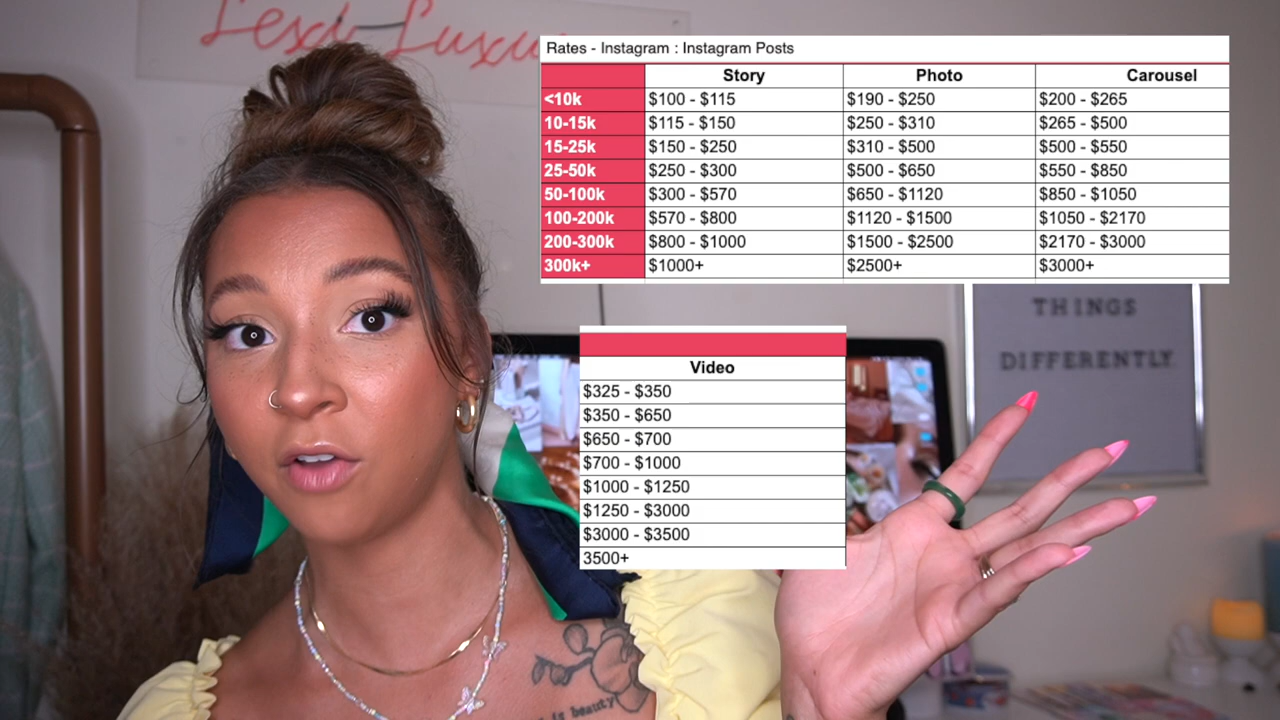 Lexi Luxu
Rates - Instagram : Instagram Posts
Story Photo Carousel
<10k $100 - $115 $190 - $250 $200 - $265
10-15k $115 - $150 $250 - $310 $265 - $500
15-25k $150 - $250 $310 - $500 $500 - $550
25-50k $250 - $300 $500 - $650 $550 - $850
50-100k $300 - $570 $650 - $1120 $850 - $1050
100-200k $570 - $800 $1120 - $1500 $1050 - $2170
200-300k $800 - $1000 $1500 - $2500 $2170 - $3000
300k+ $1000+ $2500+ $3000+
Video
$325 - $350
$350 - $650
$650 - $700
$700 - $1000
$1000 - $1250
$1250 - $3000
$3000 - $3500
3500+
THINGS
DIFFERENTLY
is beauty